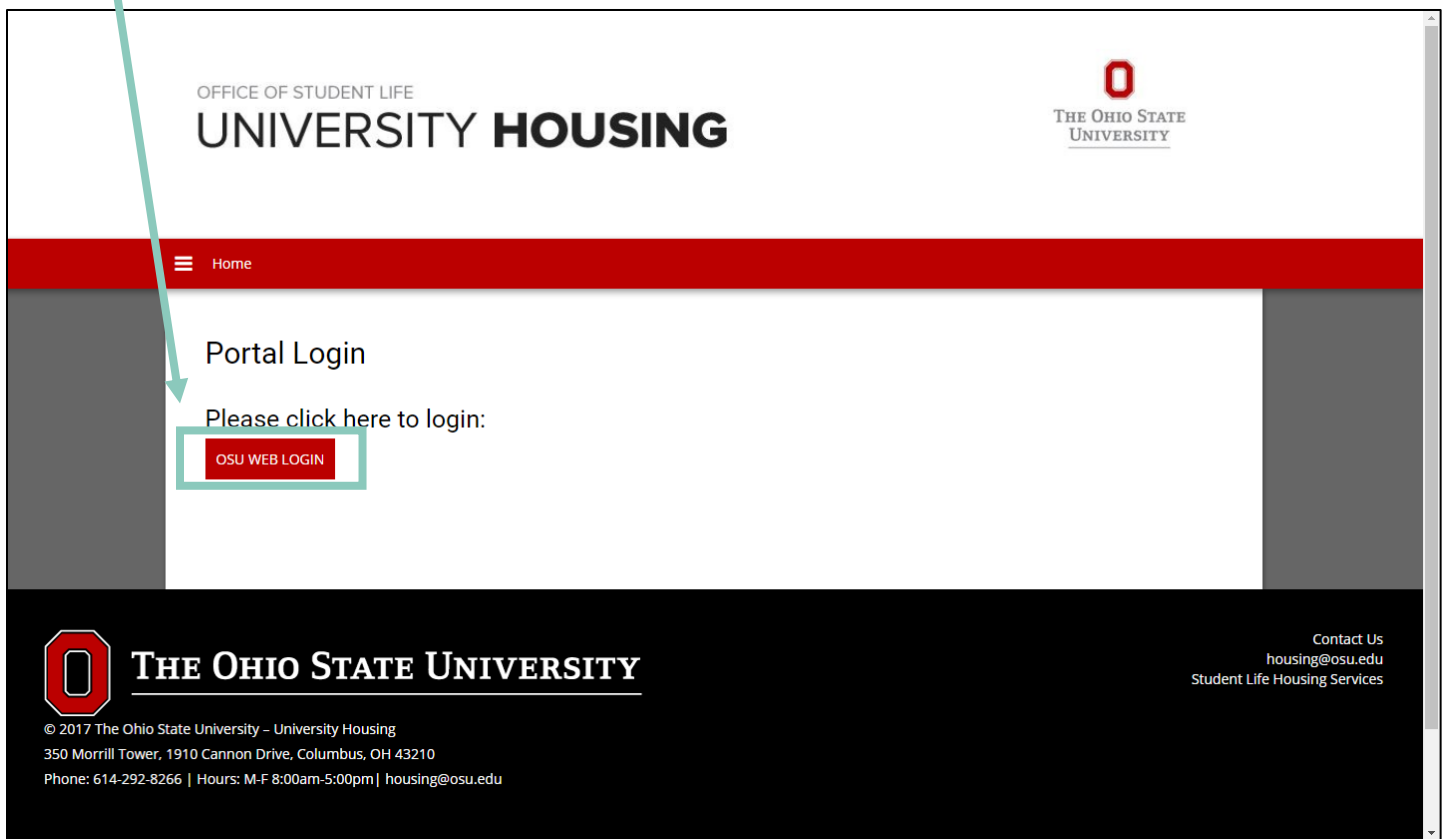 OFFICE OF STUDENT LIFE
UNIVERSITY HOUSING
THE OHIO STATE
UNIVERSITY
Home
Portal Login
Please click here to login:
OSU WEB LOGIN
THE OHIO STATE UNIVERSITY
Contact Us
housing@osu.edu
Student Life Housing Services
© 2017 The Ohio State University – University Housing
350 Morrill Tower, 1910 Cannon Drive, Columbus, OH 43210
Phone: 614-292-8266 | Hours: M-F 8:00am-5:00pm| housing@osu.edu